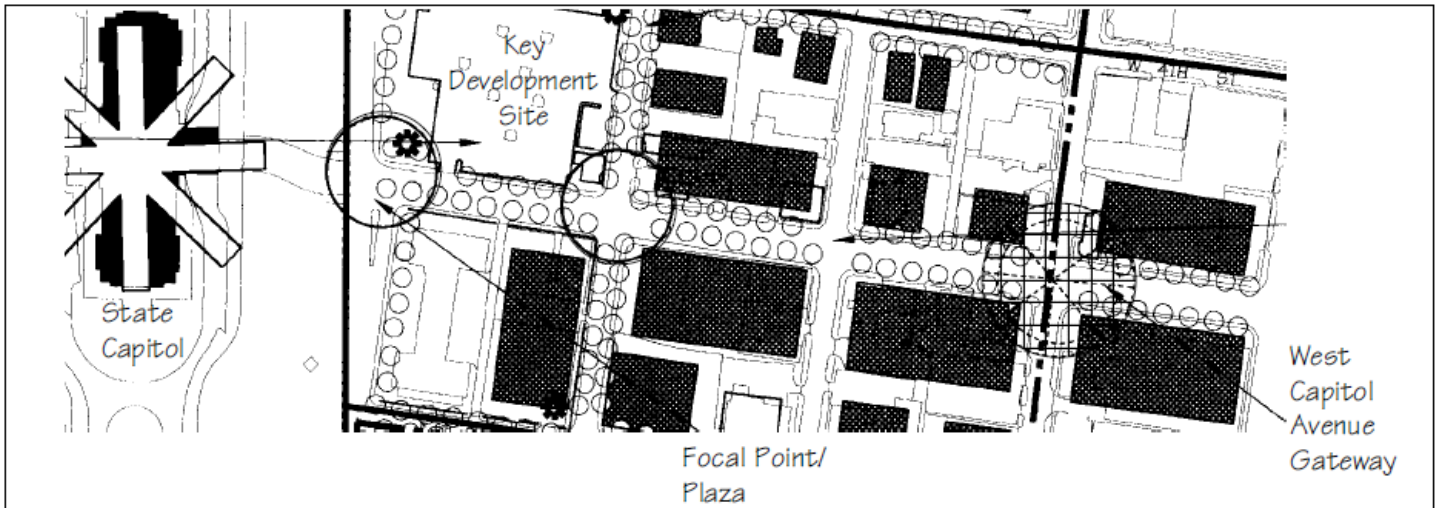 Key
Development
Site
W 4TH ST
State
Capitol
West
Capitol
Avenue
Gateway
Focal Point/
Plaza